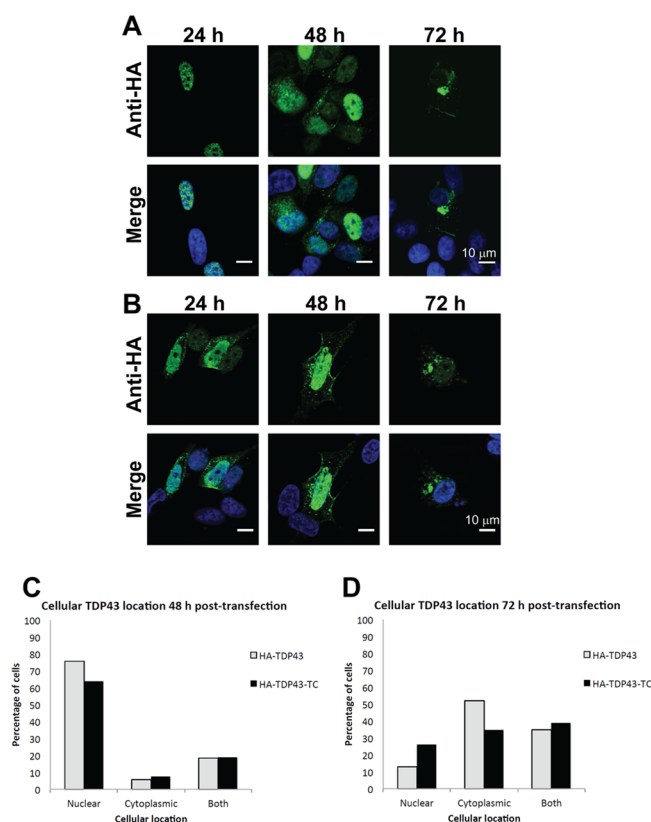 A
24 h 48 h 72 h
Anti-HA
Merge
10 μm
B
24 h 48 h 72 h
Anti-HA
Merge
10 μm
C
Cellular TDP43 location 48 h post-transfection
Percentage of cells
100
90
80
70
60
50
40
30
20
10
0
HA-TDP43
HA-TDP43-TC
Nuclear Cytoplasmic Both
Cellular location
D
Cellular TDP43 location 72 h post-transfection
Percentage of cells
100
90
80
70
60
50
40
30
20
10
0
HA-TDP43
HA-TDP43-TC
Nuclear Cytoplasmic Both
Cellular location